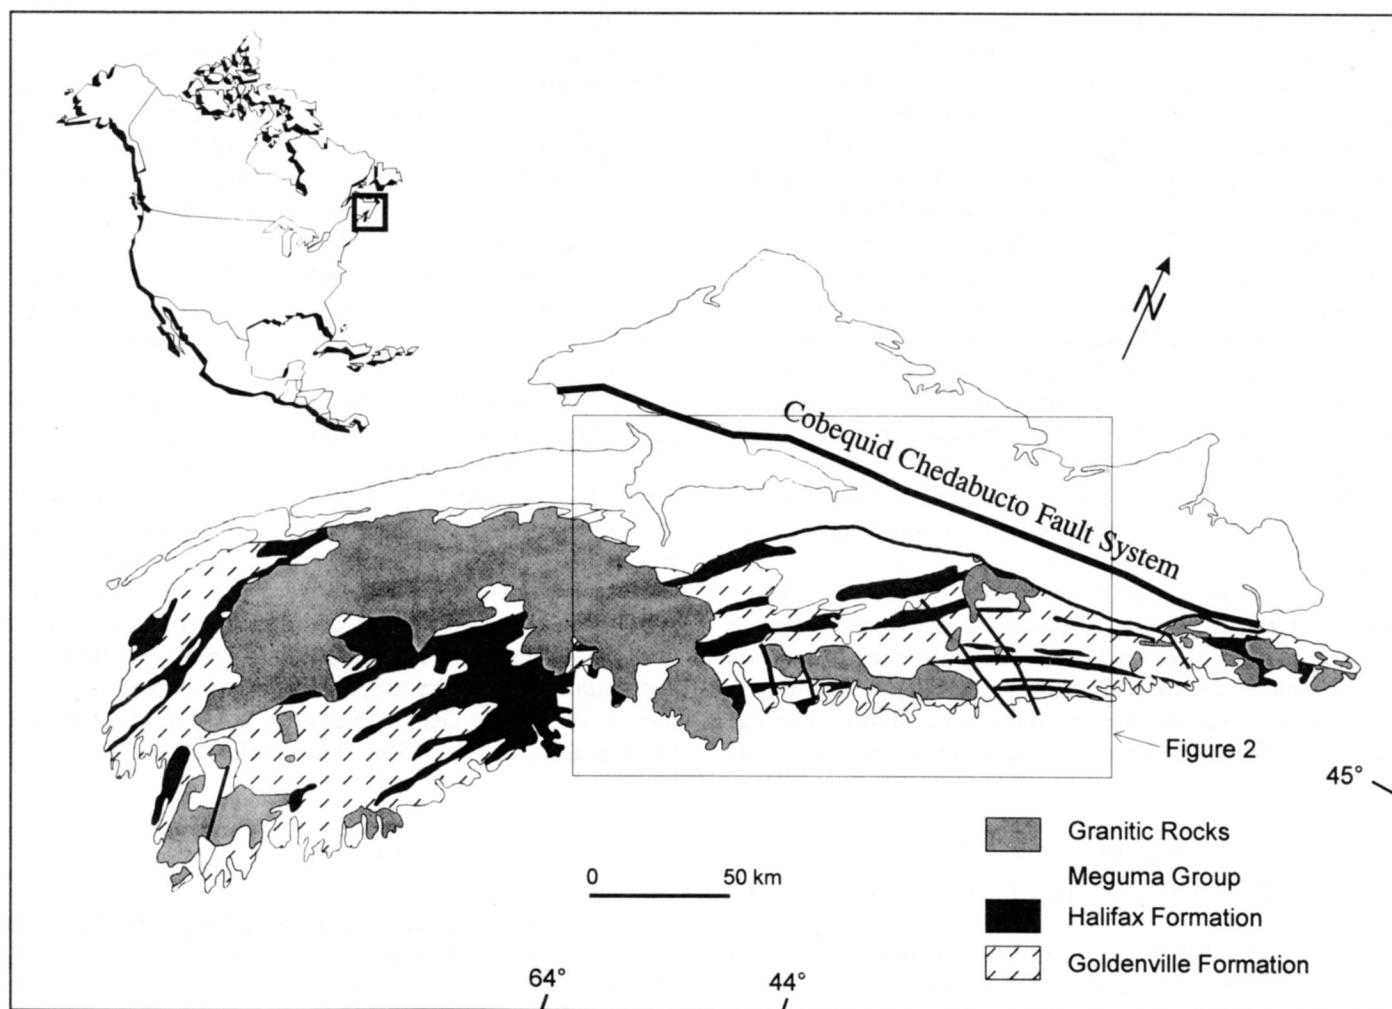 N
Cobequid Chedabucto Fault System
Figure 2
45°
Granitic Rocks
Meguma Group
Halifax Formation
Goldenville Formation
0 50 km
64° 44°